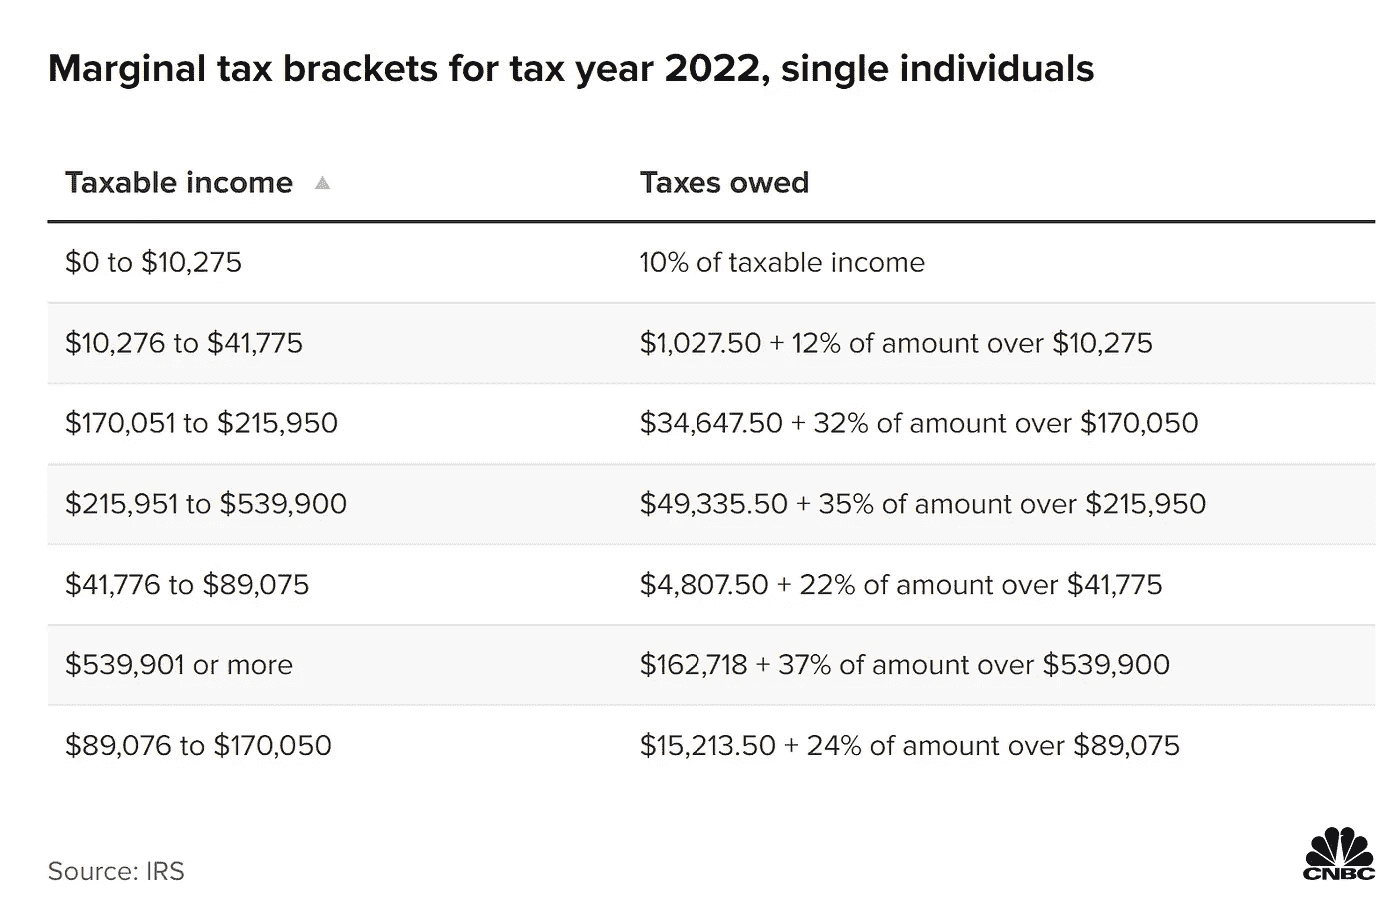 Marginal tax brackets for tax year 2022, single individuals
Taxable income ▲ Taxes owed
$0 to $10,275 10% of taxable income
$10,276 to $41,775 $1,027.50 + 12% of amount over $10,275
$170,051 to $215,950 $34,647.50 + 32% of amount over $170,050
$215,951 to $539,900 $49,335.50 + 35% of amount over $215,950
$41,776 to $89,075 $4,807.50 + 22% of amount over $41,775
$539,901 or more $162,718 + 37% of amount over $539,900
$89,076 to $170,050 $15,213.50 + 24% of amount over $89,075
Source: IRS
CNBC